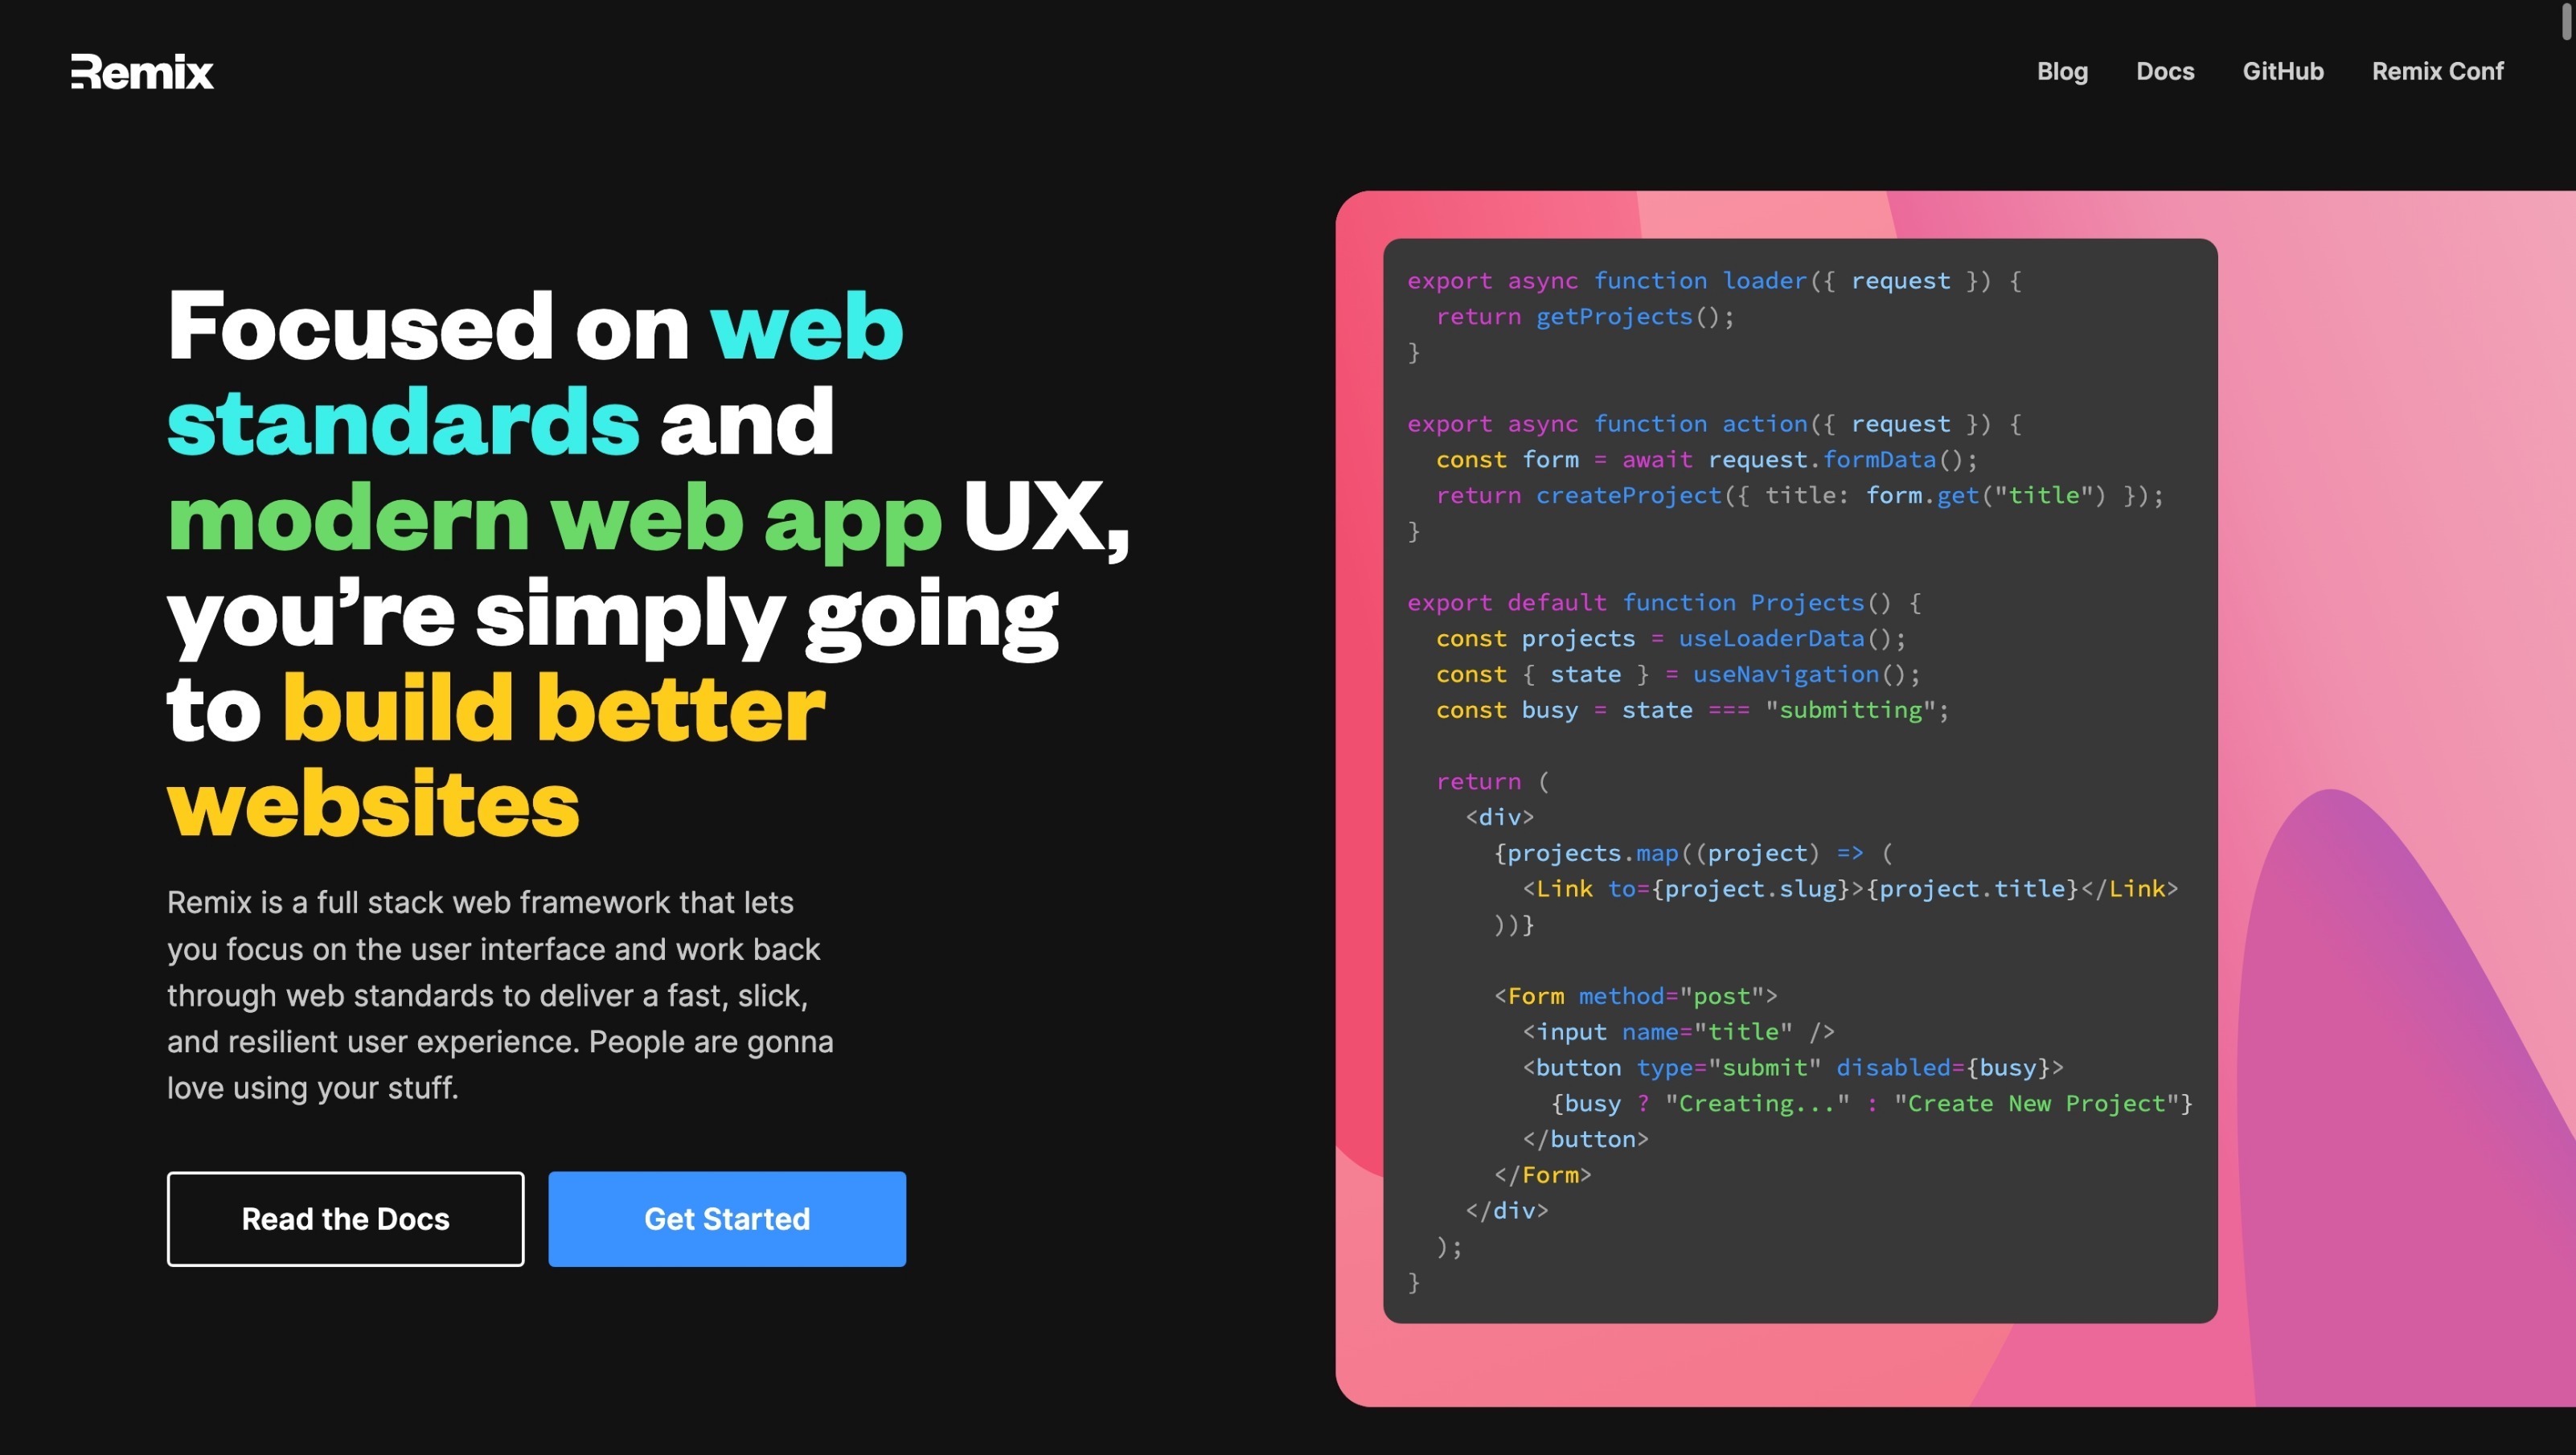 Remix
Blog
Docs
GitHub
Remix Conf
Focused on web
standards and
modern web app UX,
you’re simply going
to build better
websites
Remix is a full stack web framework that lets
you focus on the user interface and work back
through web standards to deliver a fast, slick,
and resilient user experience. People are gonna
love using your stuff.
Read the Docs
Get Started
export async function loader({ request }) {
  return getProjects();
}

export async function action({ request }) {
  const form = await request.formData();
  return createProject({ title: form.get("title") });
}

export default function Projects() {
  const projects = useLoaderData();
  const { state } = useNavigation();
  const busy = state === "submitting";

  return (
    <div>
      {projects.map((project) => (
        <Link to={project.slug}>{project.title}</Link>
      ))}

      <Form method="post">
        <input name="title" />
        <button type="submit" disabled={busy}>
          {busy ? "Creating..." : "Create New Project"}
        </button>
      </Form>
    </div>
  );
}